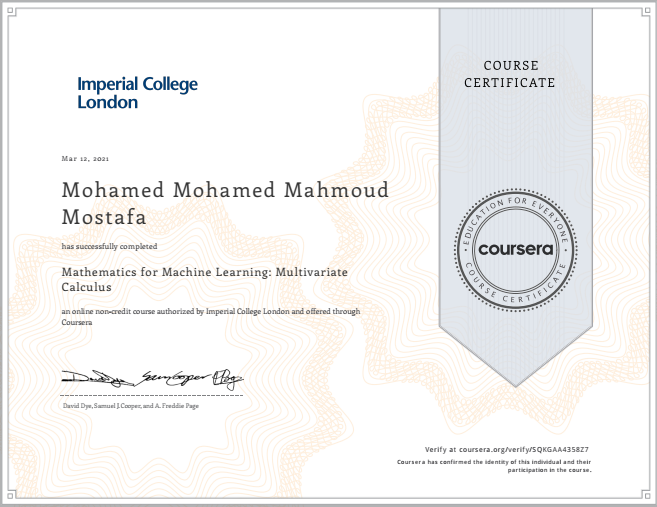 COURSE
CERTIFICATE
Imperial College
London
Mar 12, 2021
Mohamed Mohamed Mahmoud
Mostafa
has successfully completed
Mathematics for Machine Learning: Multivariate
Calculus
an online non-credit course authorized by Imperial College London and offered through
Coursera
EDUCATION FOR EVERYONE
coursera
COURSE CERTIFICATE
David Dye, Samuel J. Cooper, and A. Freddie Page
Verify at coursera.org/verify/SQKGAA4358Z7
Coursera has confirmed the identity of this individual and their
participation in the course.